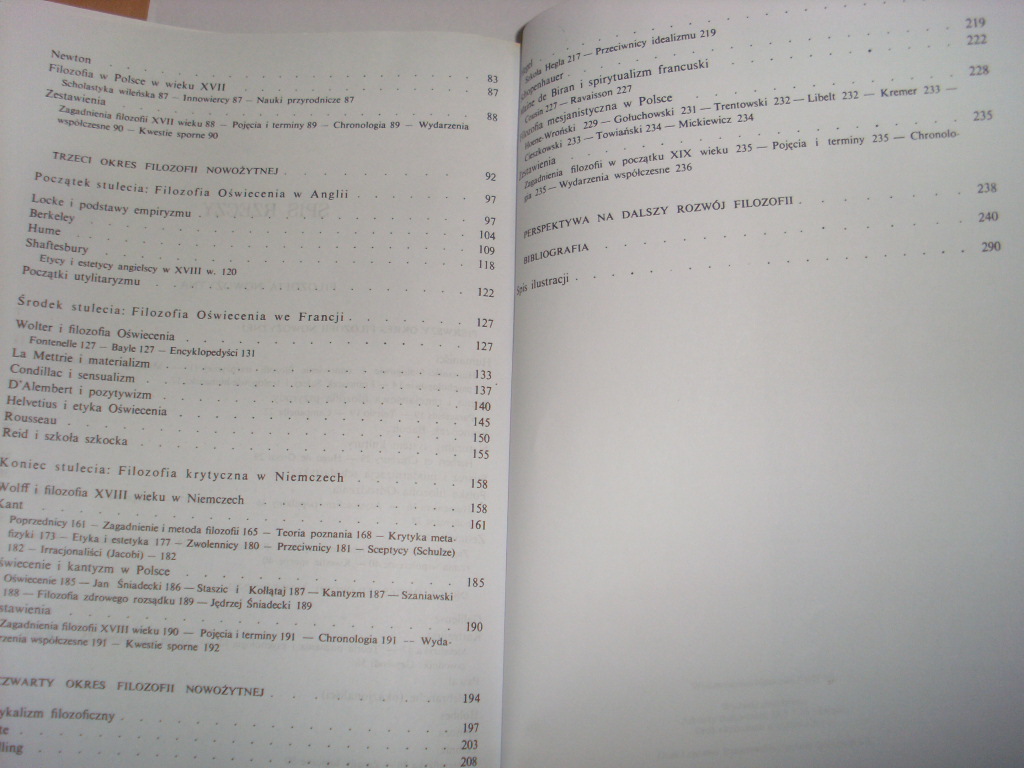 Newton . . . . . 83
Filozofia w Polsce w wieku XVII . . . . . 87
Scholastyka wileńska 87 — Innowiercy 87 — Nauki przyrodnicze 87
Zestawienia . . . . . 88
Zagadnienia filozofii XVII wieku 88 — Pojęcia i terminy 89 — Chronologia 89 — Wydarzenia
współczesne 90 — Kwestie sporne 90
TRZECI OKRES FILOZOFII NOWOŻYTNEJ . . . . . 92
Początek stulecia: Filozofia Oświecenia w Anglii . . . . . 97
Locke i podstawy empiryzmu . . . . . 97
Berkeley . . . . . 104
Hume . . . . . 109
Shaftesbury . . . . . 118
Etycy i estetycy angielscy w XVIII w. 120
Początki utylitaryzmu . . . . . 122
Środek stulecia: Filozofia Oświecenia we Francji . . . . . 127
Wolter i filozofia Oświecenia . . . . . 127
Fontenelle 127 — Bayle 127 — Encyklopedyści 131
La Mettrie i materializm . . . . . 133
Condillac i sensualizm . . . . . 137
D'Alembert i pozytywizm . . . . . 140
Helvetius i etyka Oświecenia . . . . . 145
Rousseau . . . . . 150
Reid i szkoła szkocka . . . . . 155
Koniec stulecia: Filozofia krytyczna w Niemczech . . . . . 158
Wolff i filozofia XVIII wieku w Niemczech . . . . . 158
Kant . . . . . 161
Poprzednicy 161 — Zagadnienie i metoda filozofii 165 — Teoria poznania 168 — Krytyka meta-
fizyki 173 — Etyka i estetyka 177 — Zwolennicy 180 — Przeciwnicy 181 — Sceptycy (Schulze)
182 — Irracjonaliści (Jacobi) — 182
świecenie i kantyzm w Polsce . . . . . 185
Oświecenie 185 — Jan Śniadecki 186 — Staszic i Kołłątaj 187 — Kantyzm 187 — Szaniawski
188 — Filozofia zdrowego rozsądku 189 — Jędrzej Śniadecki 189
stawienia . . . . . 190
Zagadnienia filozofii XVIII wieku 190 — Pojęcia i terminy 191 — Chronologia 191 — Wyda-
rzenia współczesne 191 — Kwestie sporne 192
ZWARTY OKRES FILOZOFII NOWOŻYTNEJ . . . . . 194
ykalizm filozoficzny . . . . . 197
te . . . . . 203
lling . . . . . 208
. . . . . 219
Szkoła Hegla 217 — Przeciwnicy idealizmu 219
chopenhauer . . . . . 222
aine de Biran i spirytualizm francuski . . . . . 228
Cousin 227 — Ravaisson 227
Filozofia mesjanistyczna w Polsce
Hoene-Wroński 229 — Gołuchowski 231 — Trentowski 232 — Libelt 232 — Kremer 233 —
Cieszkowski 233 — Towiański 234 — Mickiewicz 234
Zestawienia . . . . . 235
Zagadnienia filozofii w początku XIX wieku 235 — Pojęcia i terminy 235 — Chronolo-
gia 235 — Wydarzenia współczesne 236
PERSPEKTYWA NA DALSZY ROZWÓJ FILOZOFII . . . . . 238
BIBLIOGRAFIA . . . . . 240
Spis ilustracji . . . . . 290